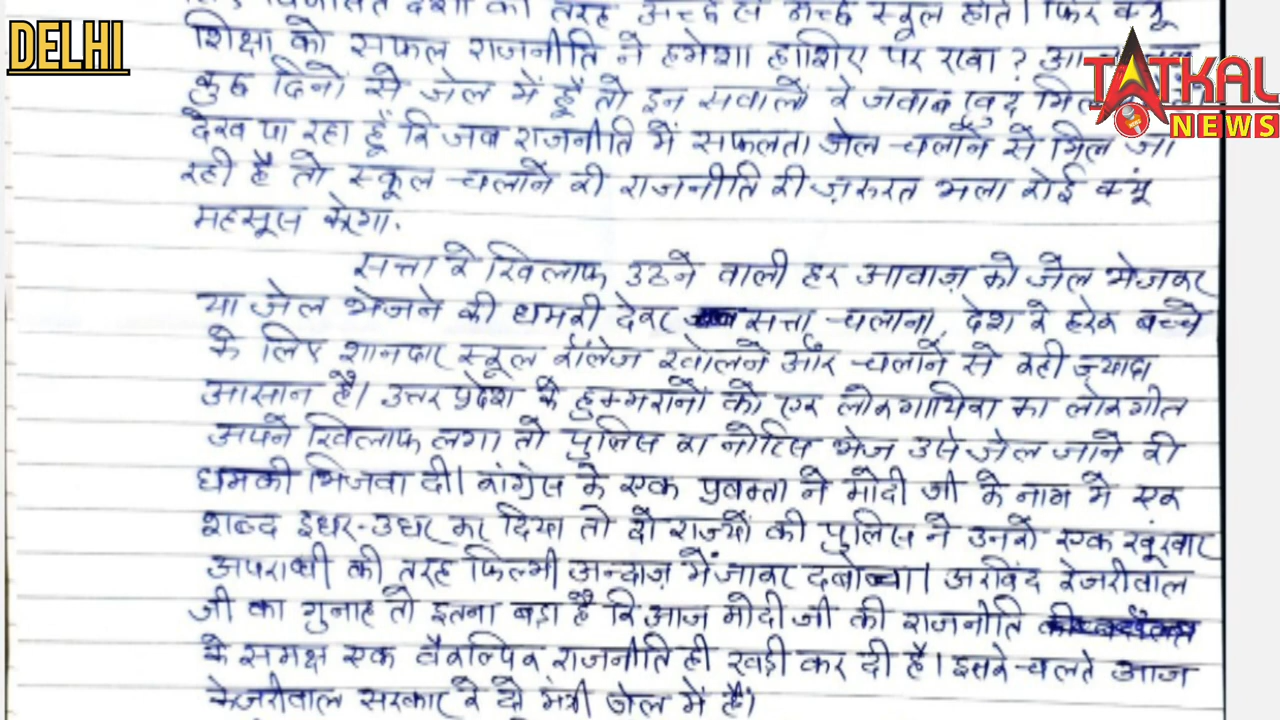 DELHI
TATKAL
NEWS
की तरह अच्छे से अच्छे स्कूल होते। फिर क्यूं
शिक्षा को सफल राजनीति ने हमेशा हाशिए पर रखा?
कुछ दिनों से जेल में हूँ तो इन सवालों के जवाब खुद
देख पा रहा हूँ कि जब राजनीति में सफलता जेल चलाने से मिल जा
रही है तो स्कूल चलाने की राजनीति की ज़रुरत भला कोई क्यूं
महसूस करेगा.
सत्ता के खिलाफ उठने वाली हर आवाज़ को जेल भेजकर
या जेल भेजने की धमकी देकर सत्ता चलाना, देश के हरेक बच्चे
के लिए शानदार स्कूल कॉलेज खोलने और चलाने से कहीं ज़्यादा
आसान है। उत्तर प्रदेश के हुक्मरानों को एक लोकगायिका का लोकगीत
अपने खिलाफ लगा तो पुलिस का नोटिस भेज उसे जेल जाने की
धमकी भिजवा दी। कांग्रेस के एक प्रवक्ता ने मोदी जी के नाम में एक
शब्द इधर-उधर कर दिया तो दो राज्यों की पुलिस ने उनको एक खूंखार
अपराधी की तरह फिल्मी अन्दाज़ में जाकर दबोचा। अरविंद केजरीवाल
जी का गुनाह तो इतना बड़ा है कि आज मोदी जी की राजनीति
के समक्ष एक वैकल्पिक राजनीति ही खड़ी कर दी है। इसके चलते आज
केजरीवाल सरकार के दो मंत्री जेल में हैं।